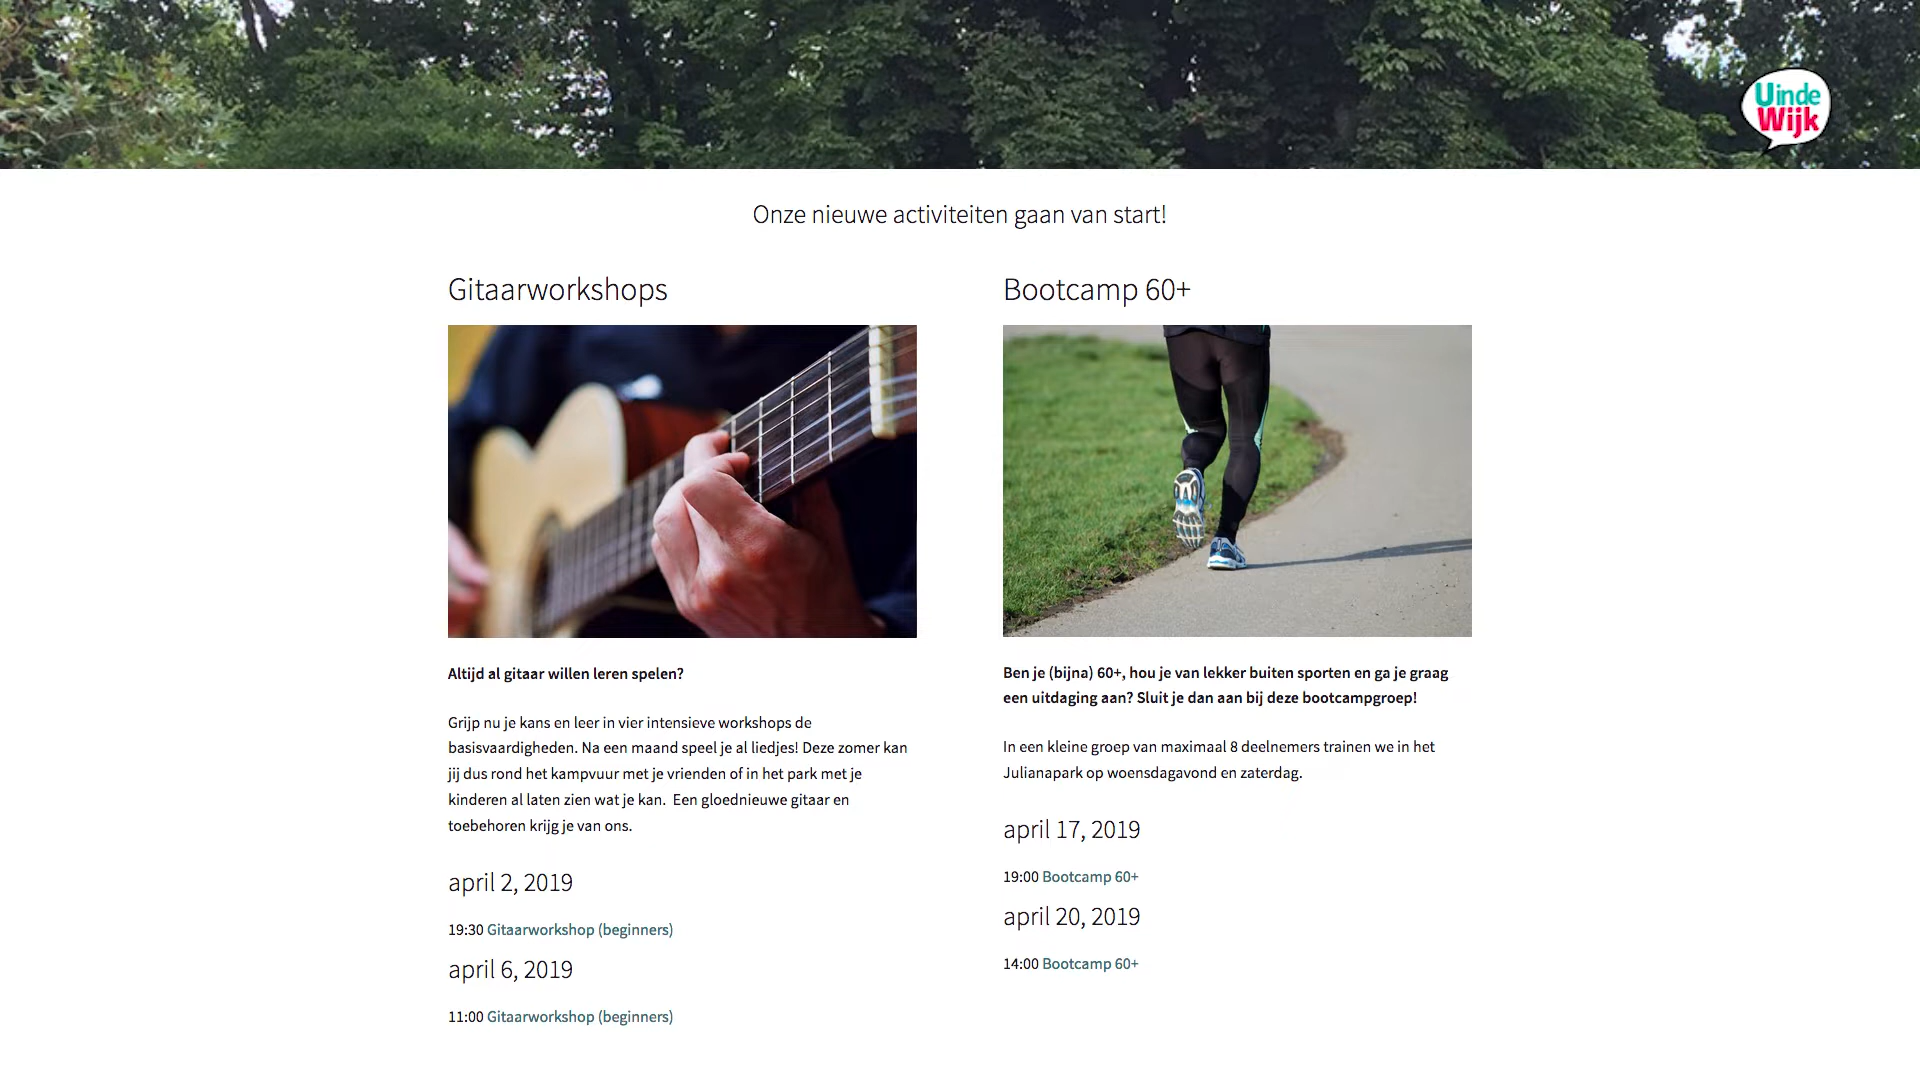 Uinde
Wijk
Onze nieuwe activiteiten gaan van start!
Gitaarworkshops
Altijd al gitaar willen leren spelen?
Grijp nu je kans en leer in vier intensieve workshops de
basisvaardigheden. Na een maand speel je al liedjes! Deze zomer kan
jij dus rond het kampvuur met je vrienden of in het park met je
kinderen al laten zien wat je kan.  Een gloednieuwe gitaar en
toebehoren krijg je van ons.
april 2, 2019
19:30 Gitaarworkshop (beginners)
april 6, 2019
11:00 Gitaarworkshop (beginners)
Bootcamp 60+
Ben je (bijna) 60+, hou je van lekker buiten sporten en ga je graag
een uitdaging aan? Sluit je dan aan bij deze bootcampgroep!
In een kleine groep van maximaal 8 deelnemers trainen we in het
Julianapark op woensdagavond en zaterdag.
april 17, 2019
19:00 Bootcamp 60+
april 20, 2019
14:00 Bootcamp 60+